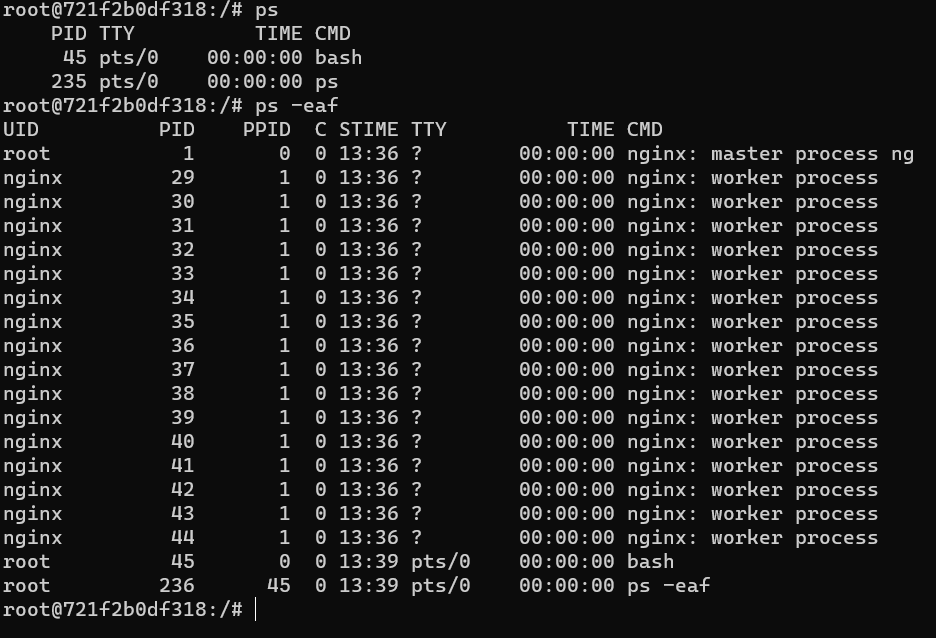 root@721f2b0df318:/# ps
    PID TTY          TIME CMD
     45 pts/0    00:00:00 bash
    235 pts/0    00:00:00 ps
root@721f2b0df318:/# ps -eaf
UID          PID    PPID  C STIME TTY          TIME CMD
root           1       0  0 13:36 ?        00:00:00 nginx: master process ng
nginx         29       1  0 13:36 ?        00:00:00 nginx: worker process
nginx         30       1  0 13:36 ?        00:00:00 nginx: worker process
nginx         31       1  0 13:36 ?        00:00:00 nginx: worker process
nginx         32       1  0 13:36 ?        00:00:00 nginx: worker process
nginx         33       1  0 13:36 ?        00:00:00 nginx: worker process
nginx         34       1  0 13:36 ?        00:00:00 nginx: worker process
nginx         35       1  0 13:36 ?        00:00:00 nginx: worker process
nginx         36       1  0 13:36 ?        00:00:00 nginx: worker process
nginx         37       1  0 13:36 ?        00:00:00 nginx: worker process
nginx         38       1  0 13:36 ?        00:00:00 nginx: worker process
nginx         39       1  0 13:36 ?        00:00:00 nginx: worker process
nginx         40       1  0 13:36 ?        00:00:00 nginx: worker process
nginx         41       1  0 13:36 ?        00:00:00 nginx: worker process
nginx         42       1  0 13:36 ?        00:00:00 nginx: worker process
nginx         43       1  0 13:36 ?        00:00:00 nginx: worker process
nginx         44       1  0 13:36 ?        00:00:00 nginx: worker process
root          45       0  0 13:39 pts/0    00:00:00 bash
root         236      45  0 13:39 pts/0    00:00:00 ps -eaf
root@721f2b0df318:/#